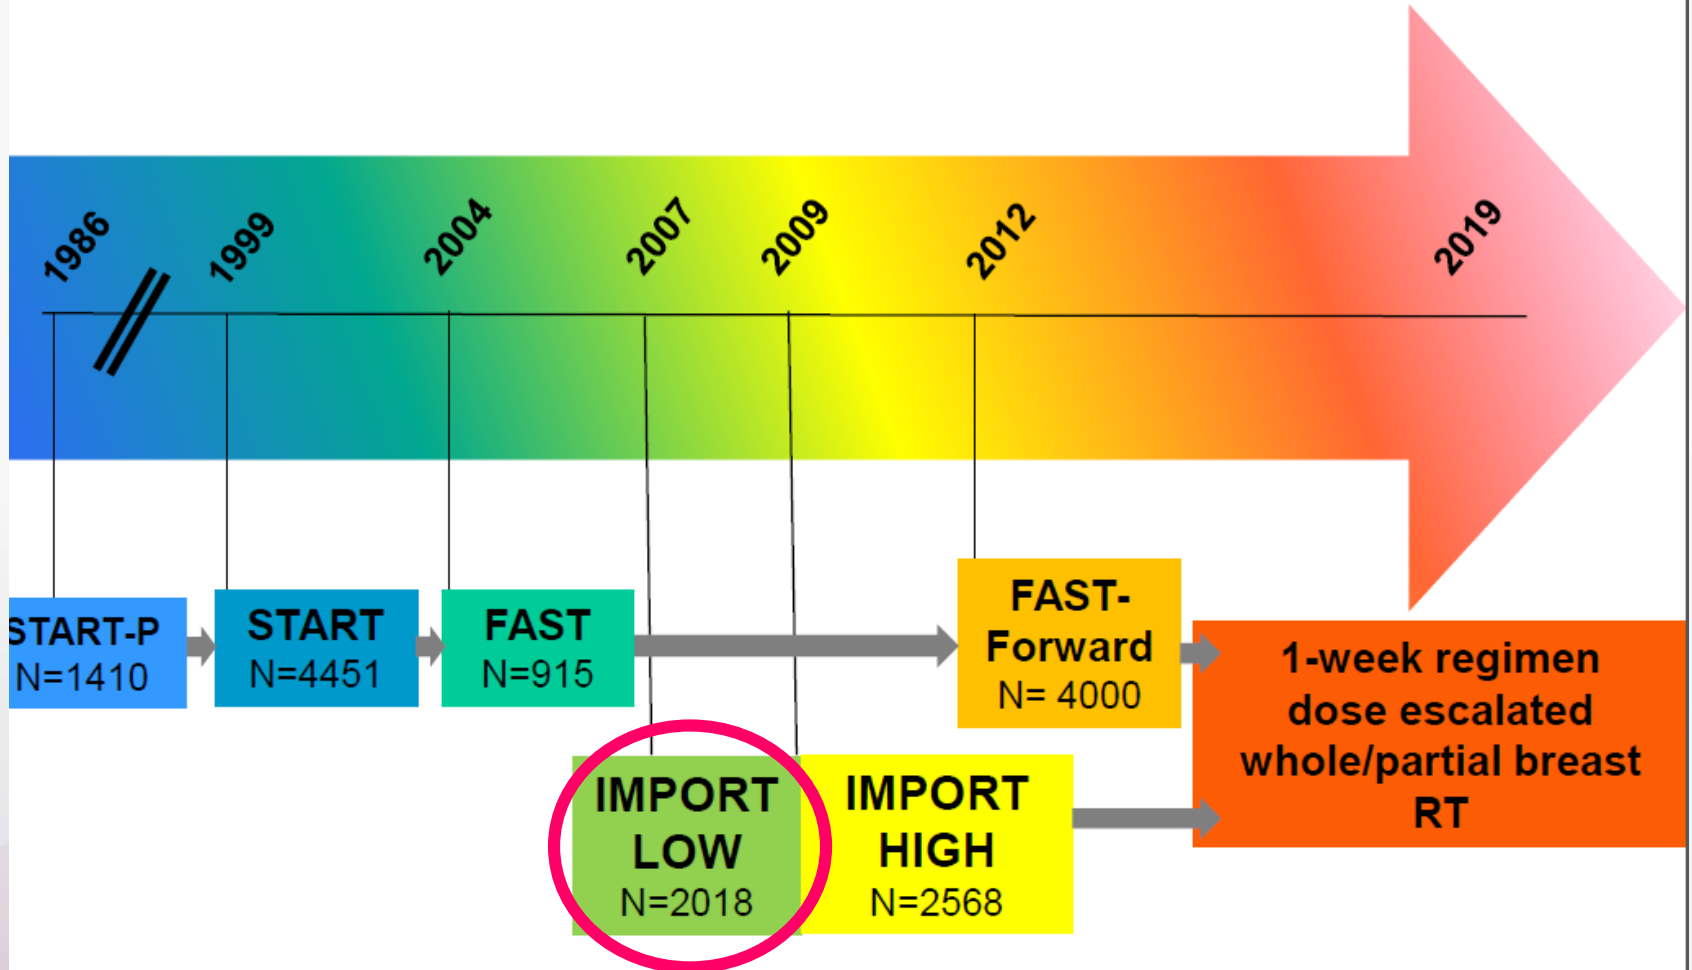 1986
1999
2004
2007
2009
2012
2019
START-P
N=1410
START
N=4451
FAST
N=915
FAST-
Forward
N= 4000
1-week regimen
dose escalated
whole/partial breast
RT
IMPORT
LOW
N=2018
IMPORT
HIGH
N=2568